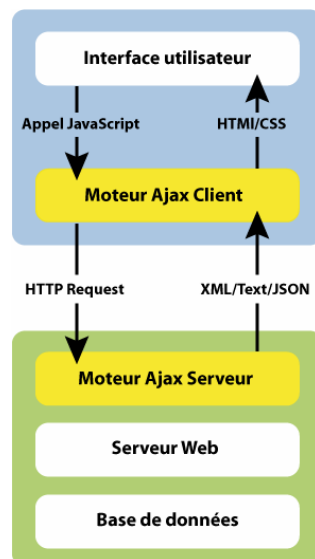 Interface utilisateur
Appel JavaScript
HTMl/CSS
Moteur Ajax Client
HTTP Request
XML/Text/JSON
Moteur Ajax Serveur
Serveur Web
Base de données